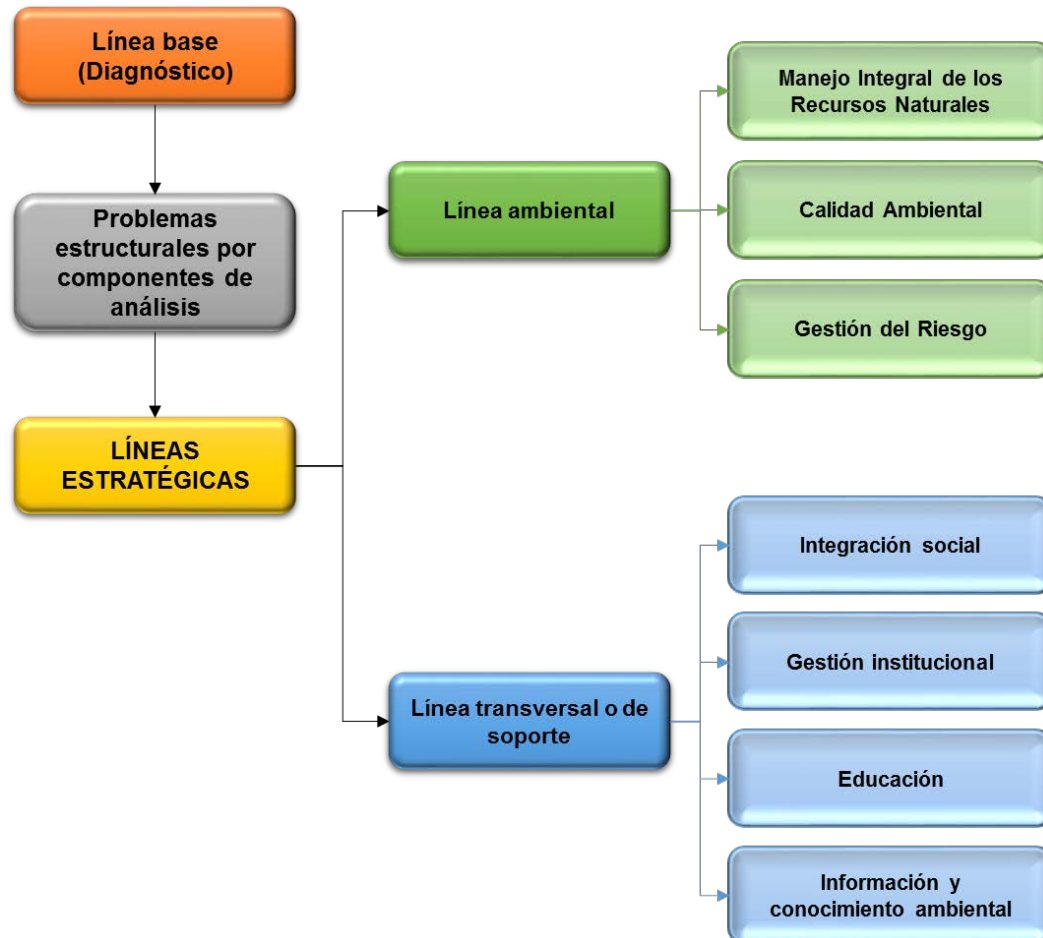 Línea base
(Diagnóstico)
Problemas
estructurales por
componentes de
análisis
LÍNEAS
ESTRATÉGICAS
Línea ambiental
Manejo Integral de los
Recursos Naturales
Calidad Ambiental
Gestión del Riesgo
Línea transversal o de
soporte
Integración social
Gestión institucional
Educación
Información y
conocimiento ambiental